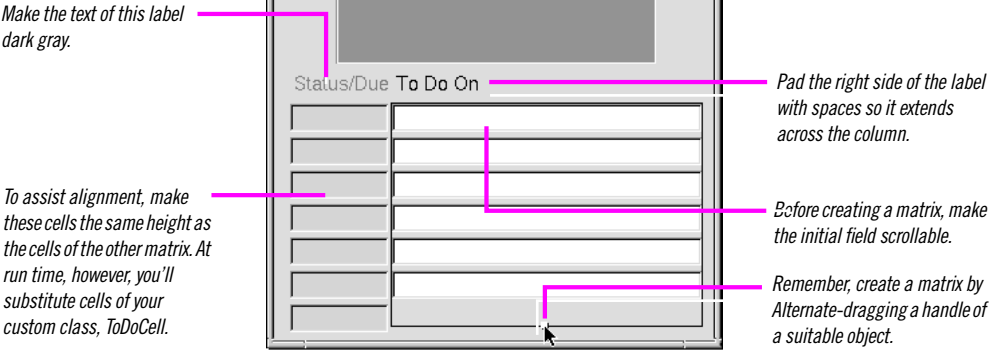 Make the text of this label
dark gray.
Status/Due To Do On
Pad the right side of the label
with spaces so it extends
across the column.
To assist alignment, make
these cells the same height as
the cells of the other matrix. At
run time, however, you'll
substitute cells of your
custom class, ToDoCell.
Before creating a matrix, make
the initial field scrollable.
Remember, create a matrix by
Alternate-dragging a handle of
a suitable object.